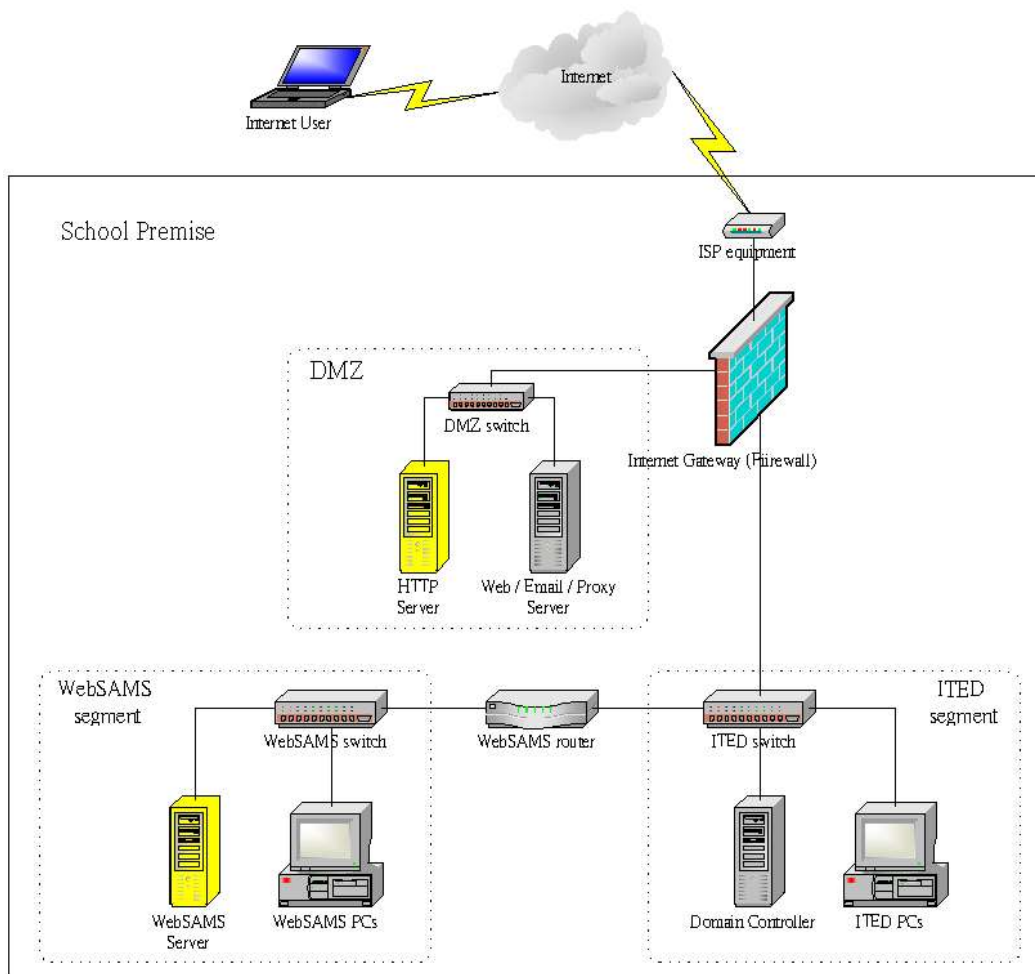 Internet
Internet User
School Premise
ISP equipment
DMZ
DMZ switch
Internet Gateway (Fiirewall)
HTTP
Server
Web / Email / Proxy
Server
WebSAMS
segment
ITED
segment
WebSAMS switch
WebSAMS router
ITED switch
WebSAMS
Server
WebSAMS PCs
Domain Controller
ITED PCs